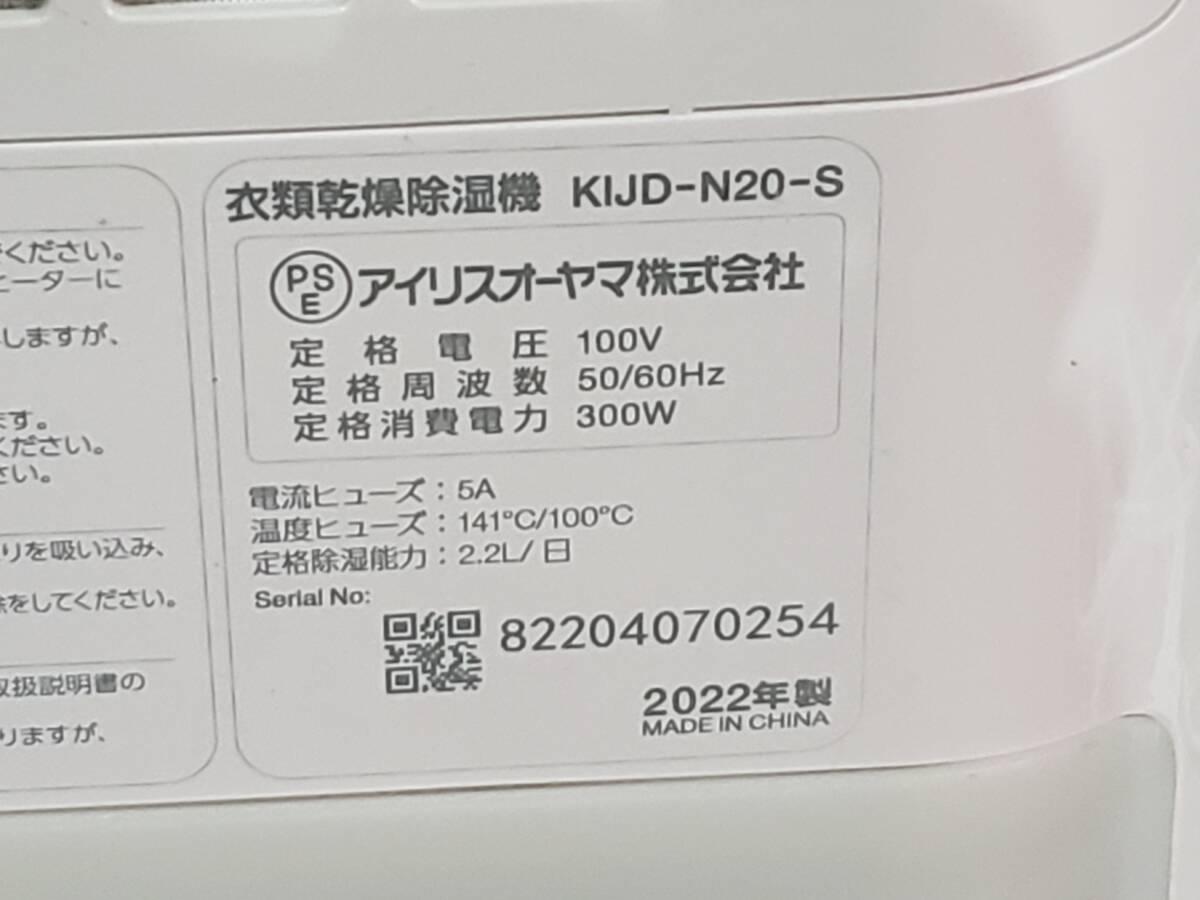 ください。
ヒーターに
しますが、
ます。
ください。
さい。
りを吸い込み、
除をしてください。
取扱説明書の
りますが、
衣類乾燥除湿機 KIJD-N20-S
PSE アイリスオーヤマ株式会社
定格電圧 100V
定格周波数 50/60Hz
定格消費電力 300W
電流ヒューズ：5A
温度ヒューズ：141℃/100℃
定格除湿能力：2.2L/日
Serial No:
82204070254
2022年製
MADE IN CHINA